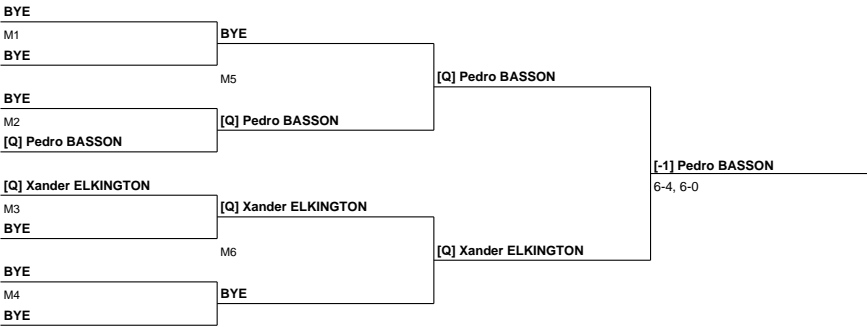 BYE
M1
BYE
BYE
M5
[Q] Pedro BASSON
BYE
M2
[Q] Pedro BASSON
[Q] Pedro BASSON
[-1] Pedro BASSON
6-4, 6-0
[Q] Xander ELKINGTON
M3
[Q] Xander ELKINGTON
BYE
M6
[Q] Xander ELKINGTON
BYE
M4
BYE
BYE